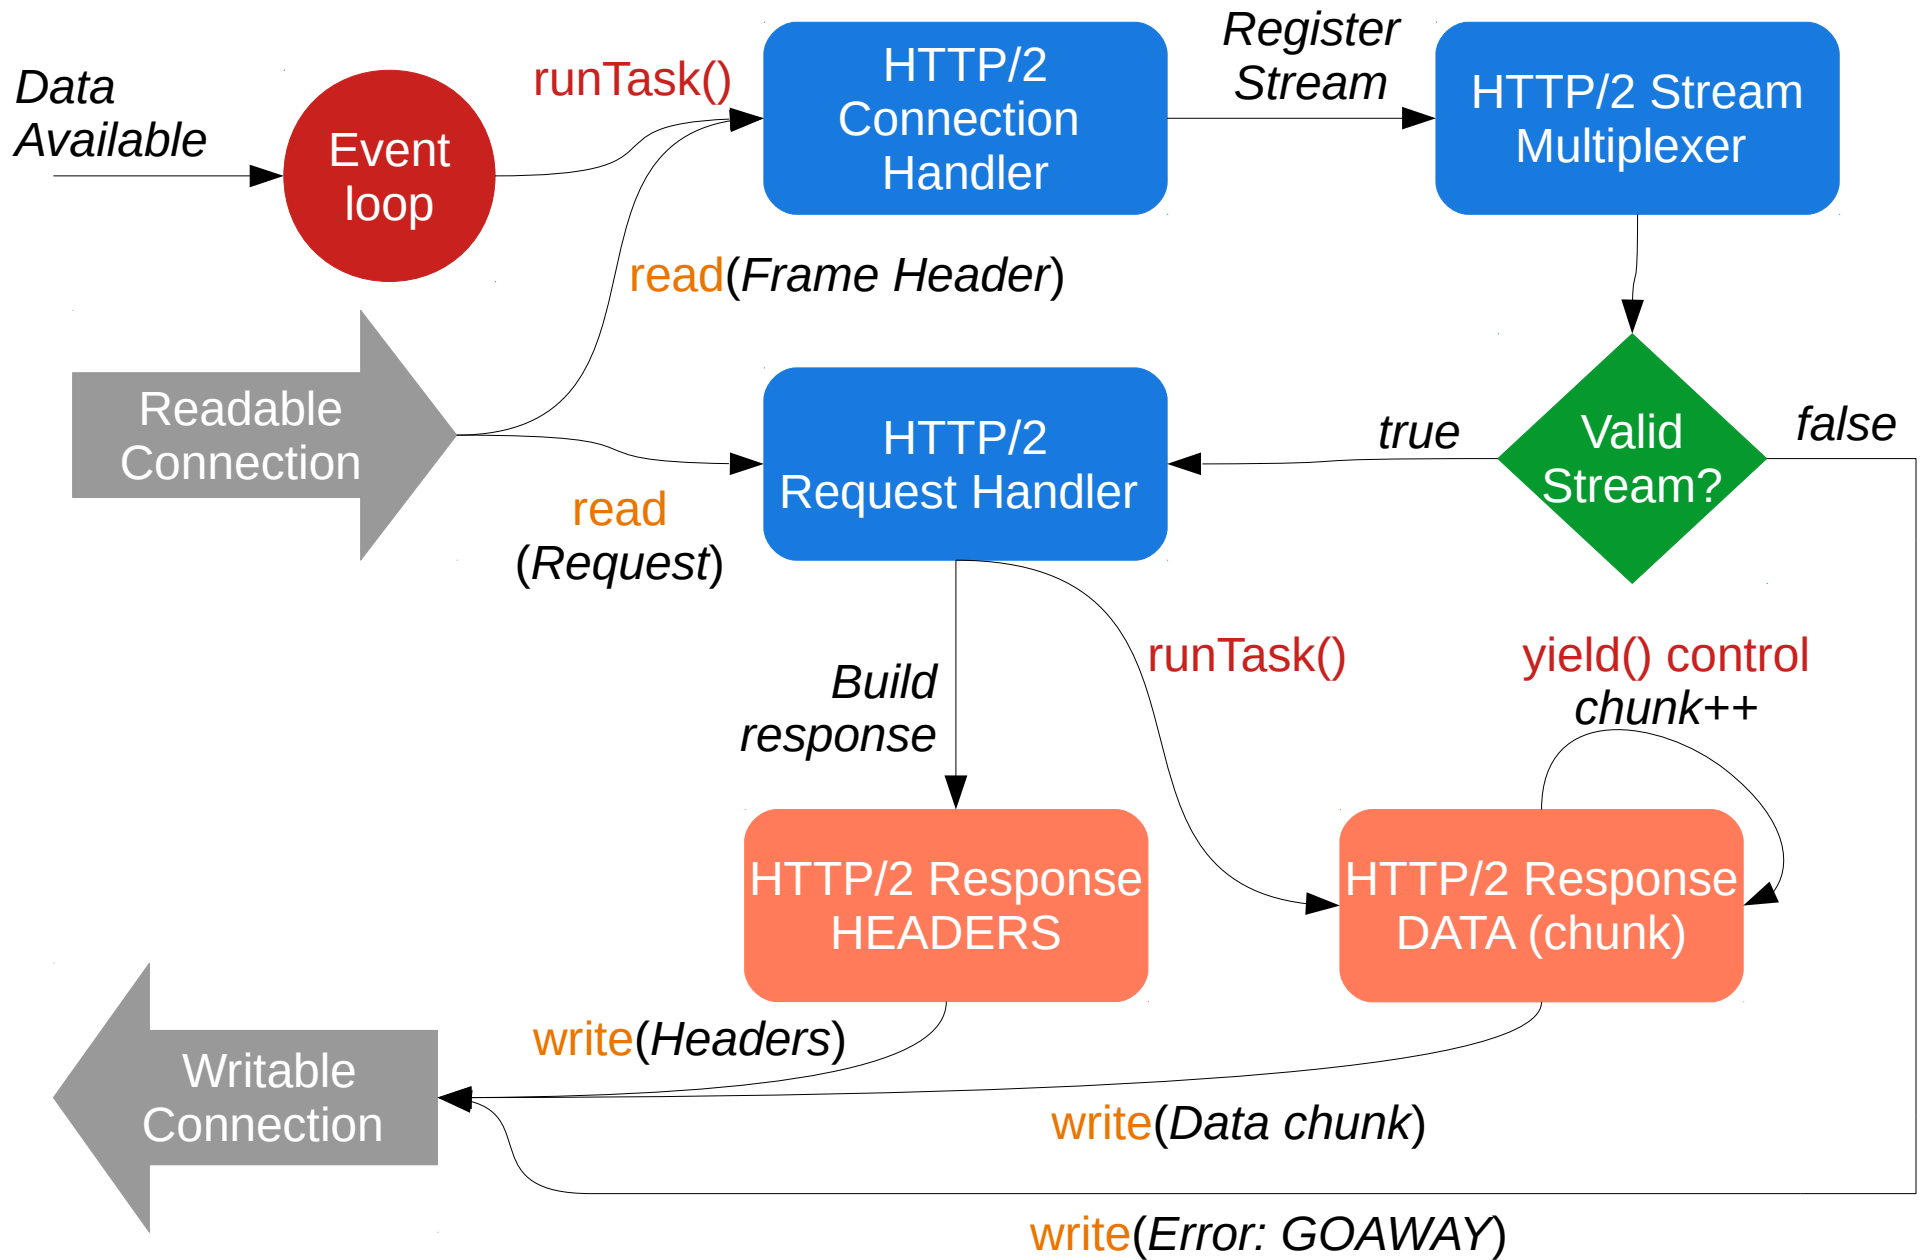 Data
Available
Event
loop
runTask()
HTTP/2
Connection
Handler
Register
Stream
HTTP/2 Stream
Multiplexer
read(Frame Header)
Readable
Connection
read
(Request)
HTTP/2
Request Handler
true
Valid
Stream?
false
Build
response
runTask()
yield() control
chunk++
HTTP/2 Response
HEADERS
HTTP/2 Response
DATA (chunk)
write(Headers)
Writable
Connection
write(Data chunk)
write(Error: GOAWAY)